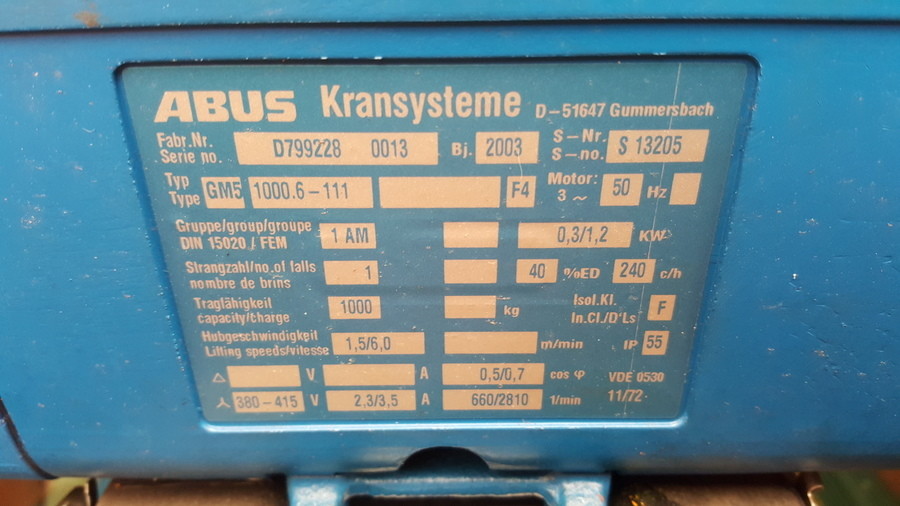 ABUS Kransysteme D-51647 Gummersbach
Fabr.Nr. Serie no. D799228 0013 Bj. 2003 S-Nr. S-no. S 13205
Typ Type GM5 1000.6-111 F4 Motor: 3 ~ 50 Hz
Gruppe/group/groupe DIN 15020 / FEM 1 AM 0,3/1,2 KW
Strangzahl/no.of falls nombre de brins 1 40 %ED 240 c/h
Tragfähigkeit capacity/charge 1000 kg Isol.Kl. In.Cl./D'Ls F
Hubgeschwindigkeit Lifting speeds/vitesse 1,5/6,0 m/min IP 55
△ V A 0,5/0,7 cos φ VDE 0530
⅄ 380-415 V 2,3/3,5 A 660/2810 1/min 11/72